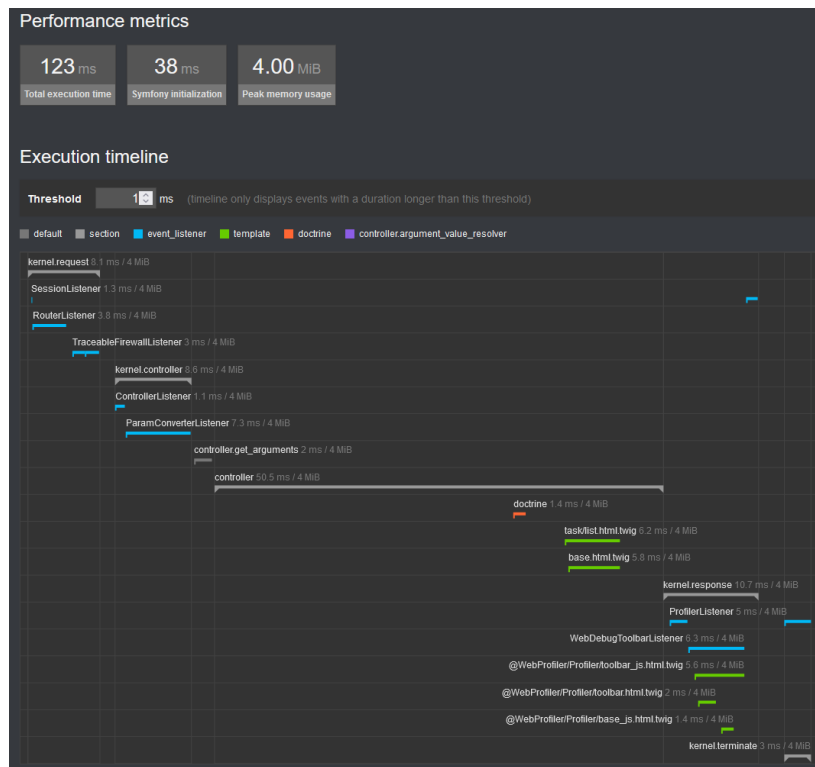 Performance metrics
123 ms
Total execution time
38 ms
Symfony initialization
4.00 MiB
Peak memory usage
Execution timeline
Threshold 1 ms (timeline only displays events with a duration longer than this threshold)
default section event_listener template doctrine controller.argument_value_resolver
kernel.request 8.1 ms / 4 MiB
SessionListener 1.3 ms / 4 MiB
RouterListener 3.8 ms / 4 MiB
TraceableFirewallListener 3 ms / 4 MiB
kernel.controller 8.6 ms / 4 MiB
ControllerListener 1.1 ms / 4 MiB
ParamConverterListener 7.3 ms / 4 MiB
controller.get_arguments 2 ms / 4 MiB
controller 50.5 ms / 4 MiB
doctrine 1.4 ms / 4 MiB
task/list.html.twig 6.2 ms / 4 MiB
base.html.twig 5.8 ms / 4 MiB
kernel.response 10.7 ms / 4 MiB
ProfilerListener 5 ms / 4 MiB
WebDebugToolbarListener 6.3 ms / 4 MiB
@WebProfiler/Profiler/toolbar_js.html.twig 5.6 ms / 4 MiB
@WebProfiler/Profiler/toolbar.html.twig 2 ms / 4 MiB
@WebProfiler/Profiler/base_js.html.twig 1.4 ms / 4 MiB
kernel.terminate 3 ms / 4 MiB